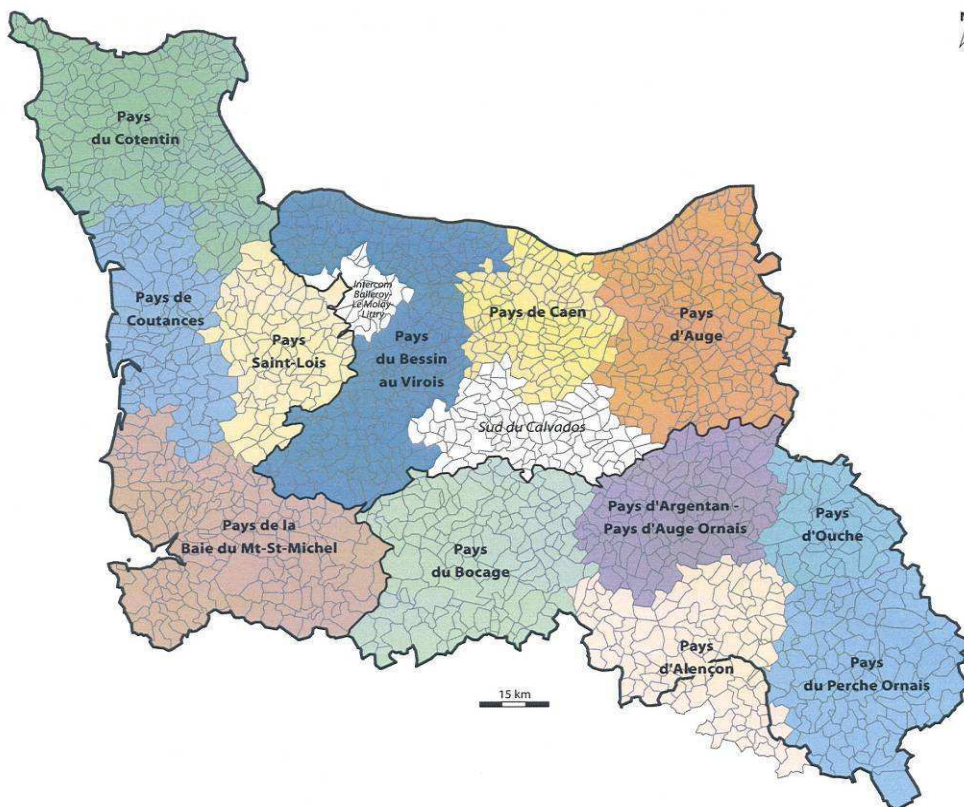 Pays
du Cotentin
Intercom
Balleroy-
Le Molay-
Littry
Pays de
Coutances
Pays de Caen
Pays
d'Auge
Pays
Saint-Lois
Pays
du Bessin
au Virois
Sud du Calvados
Pays d'Argentan -
Pays d'Auge Ornais
Pays
d'Ouche
Pays de la
Baie du Mt-St-Michel
Pays
du Bocage
Pays
d'Alençon
Pays
du Perche Ornais
15 km